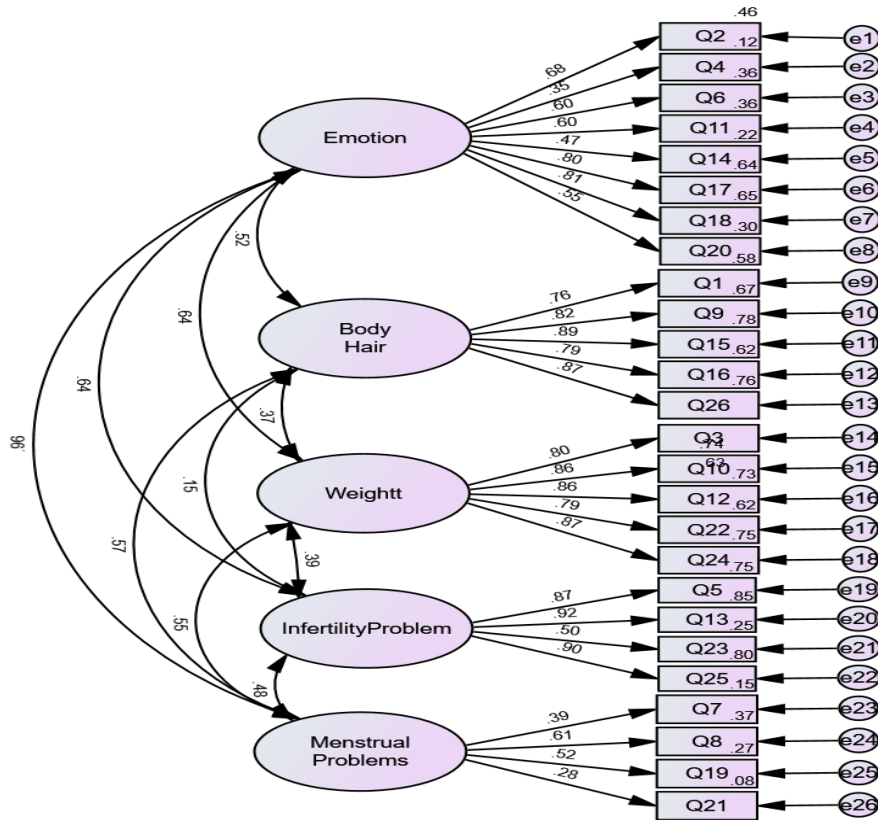 .46
Q2 .12 e1
.68
Q4 .36 e2
.35
Q6 .36 e3
.60
Q11 .22 e4
.60
Emotion
.47
Q14 .64 e5
.80
Q17 .65 e6
.81
Q18 .30 e7
.55
Q20 .58 e8
.52
.76
Q1 .67 e9
.82
Q9 .78 e10
Body
Hair
.89
Q15 .62 e11
.79
Q16 .76 e12
.87
Q26 e13
.64
.64
.37
.80
Q3 e14
.74
.63
.86
Q10 .73 e15
.96
.15
Weightt
.86
Q12 .62 e16
.79
Q22 .75 e17
.87
Q24 .75 e18
.57
.39
.87
Q5 .85 e19
.92
Q13 .25 e20
InfertilityProblem
.50
Q23 .80 e21
.90
Q25 .15 e22
.55
.48
.39
Q7 .37 e23
.61
Q8 .27 e24
Menstrual
Problems
.52
Q19 .08 e25
.28
Q21 e26